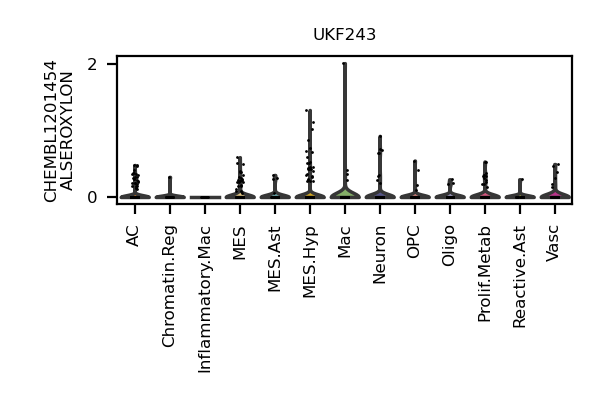 UKF243
CHEMBL1201454
ALSEROXYLON
2
0
AC
Chromatin.Reg
Inflammatory.Mac
MES
MES.Ast
MES.Hyp
Mac
Neuron
OPC
Oligo
Prolif.Metab
Reactive.Ast
Vasc